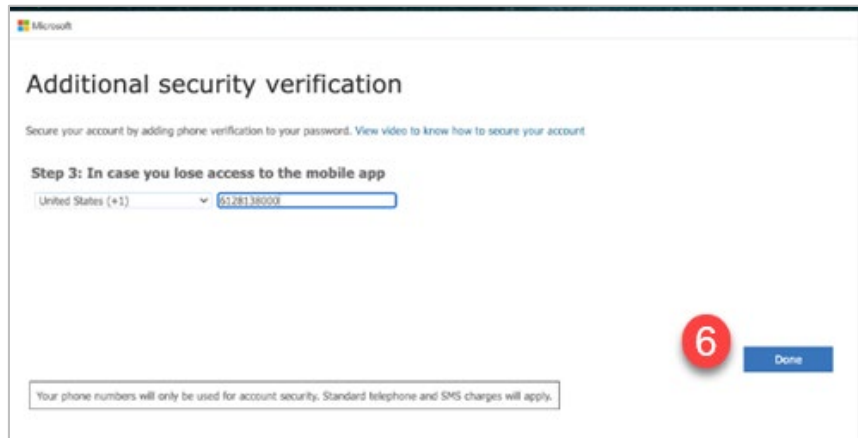 Microsoft
Additional security verification
Secure your account by adding phone verification to your password. View video to know how to secure your account
Step 3: In case you lose access to the mobile app
United States (+1)
6128138000
6
Done
Your phone numbers will only be used for account security. Standard telephone and SMS charges will apply.